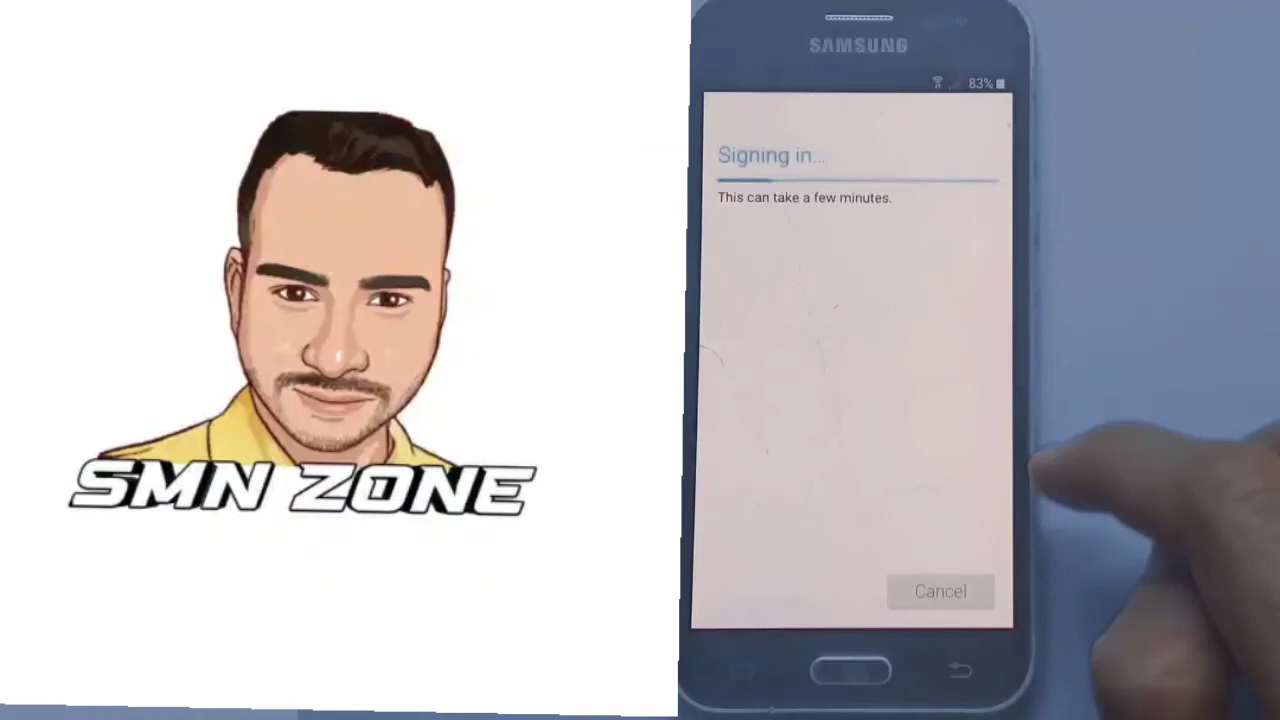 SMN ZONE
SAMSUNG
83%
Signing in...
This can take a few minutes.
Cancel